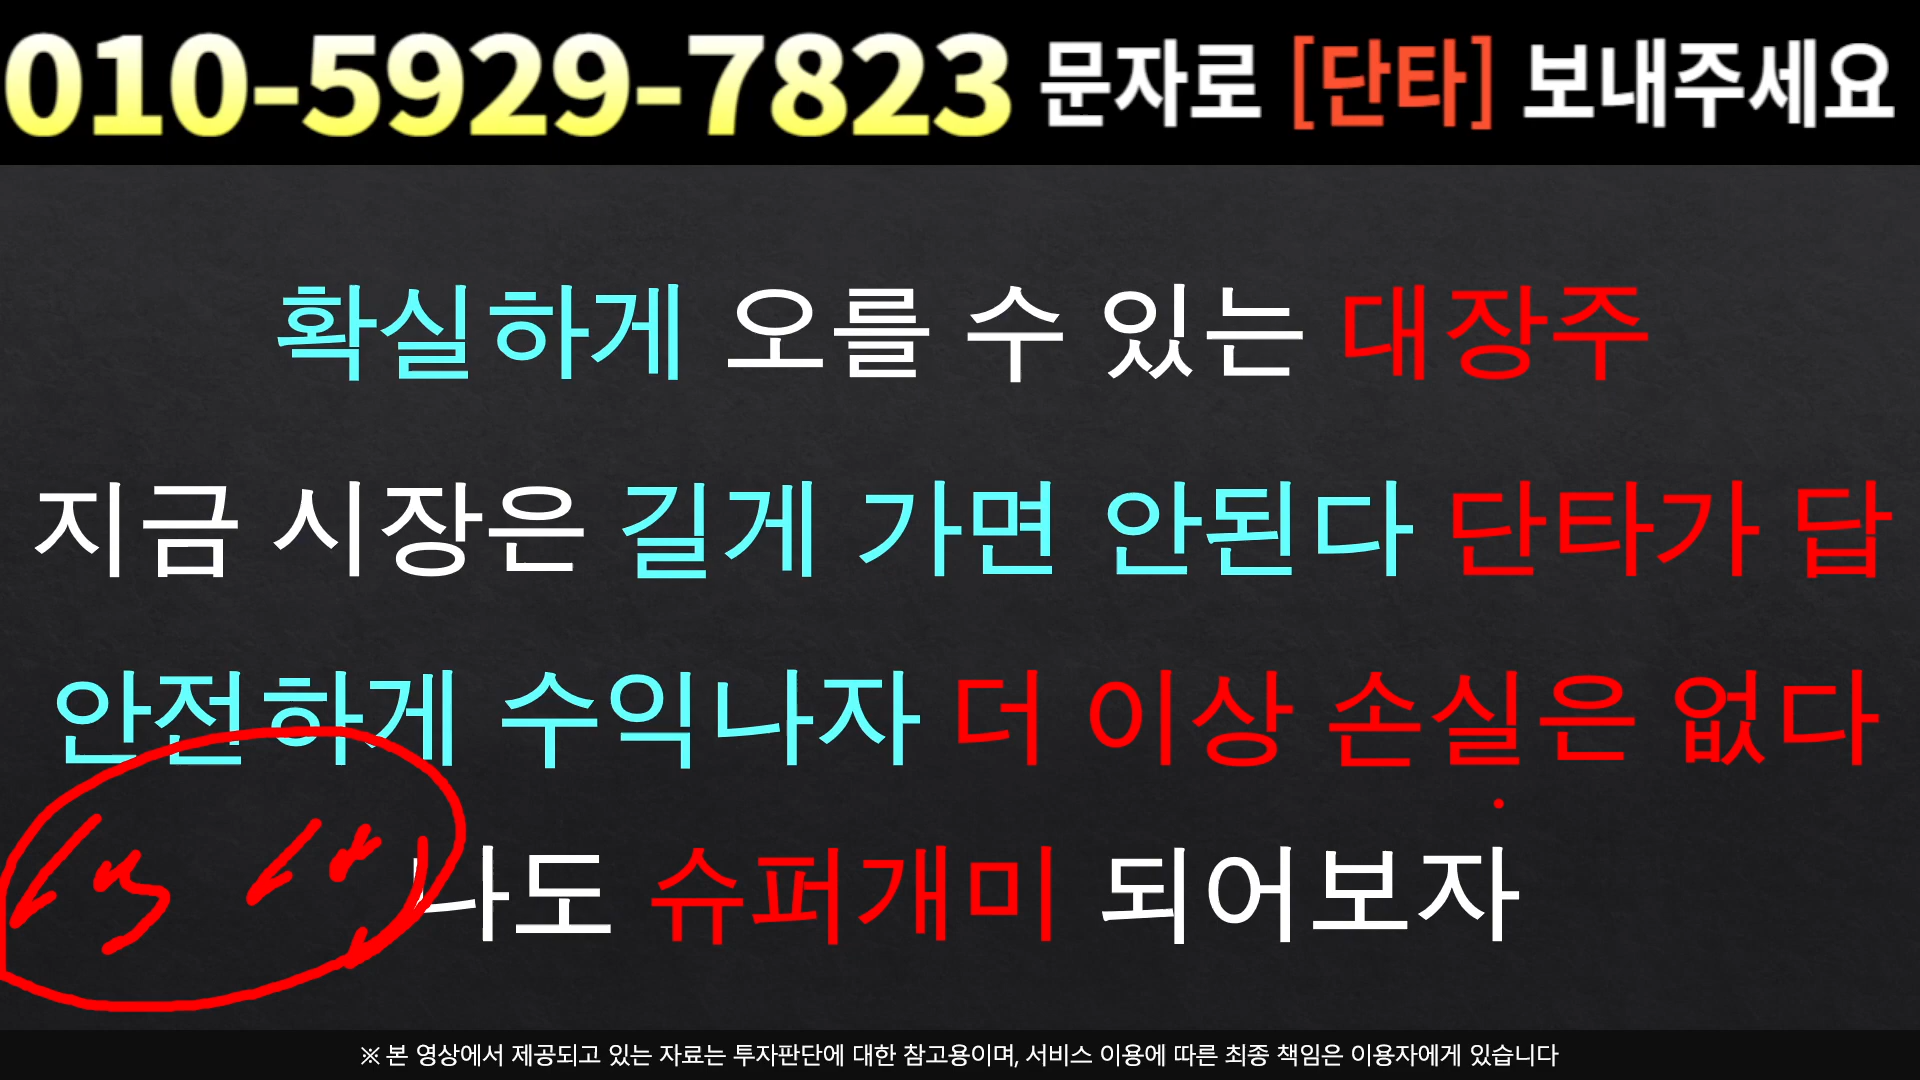 010-5929-7823 문자로 [단타] 보내주세요
확실하게 오를 수 있는 대장주
지금 시장은 길게 가면 안된다 단타가 답
안전하게 수익나자 더 이상 손실은 없다
나도 슈퍼개미 되어보자
※ 본 영상에서 제공되고 있는 자료는 투자판단에 대한 참고용이며, 서비스 이용에 따른 최종 책임은 이용자에게 있습니다